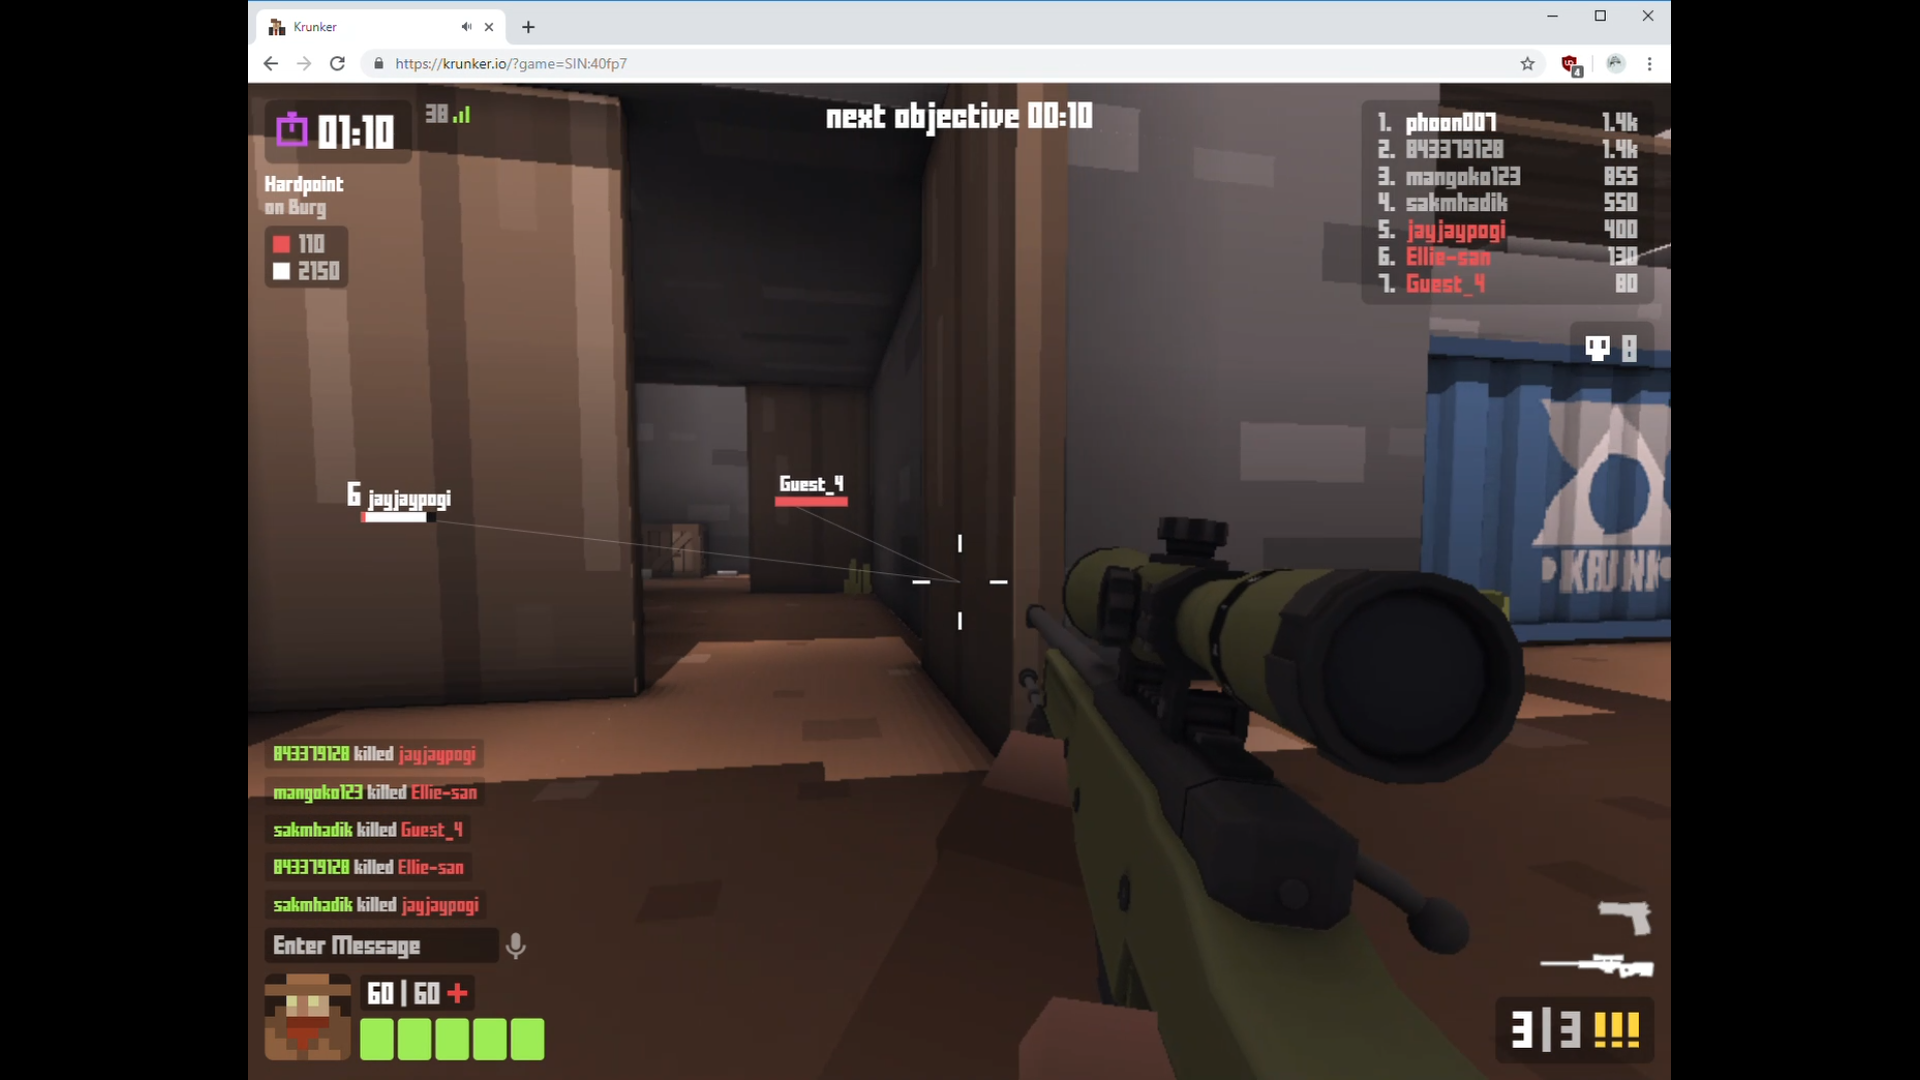 Krunker
https://krunker.io/?game=SIN:40fp7
4
01:10
38
next objective 00:10
Hardpoint
on Burg
110
2150
1. phoon007 1.4k
2. 843379128 1.4k
3. mangoko123 855
4. sakmhadik 550
5. jayjaypogi 400
6. Ellie-san 130
7. Guest_4 80
8
6 jayjaypogi
Guest_4
843379128 killed jayjaypogi
mangoko123 killed Ellie-san
sakmhadik killed Guest_4
843379128 killed Ellie-san
sakmhadik killed jayjaypogi
Enter Message
60 | 60 +
3 | 3 !!!